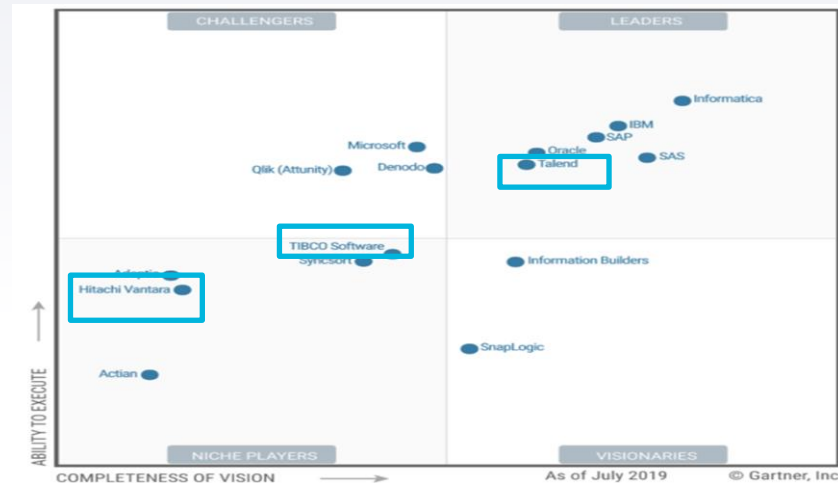 CHALLENGERS
LEADERS
Informatica
IBM
SAP
Microsoft
Oracle
SAS
Qlik (Attunity)
Denodo
Talend
TIBCO Software
Syncsort
Information Builders
Adeptia
Hitachi Vantara
SnapLogic
Actian
ABILITY TO EXECUTE
NICHE PLAYERS
VISIONARIES
COMPLETENESS OF VISION
As of July 2019
© Gartner, Inc